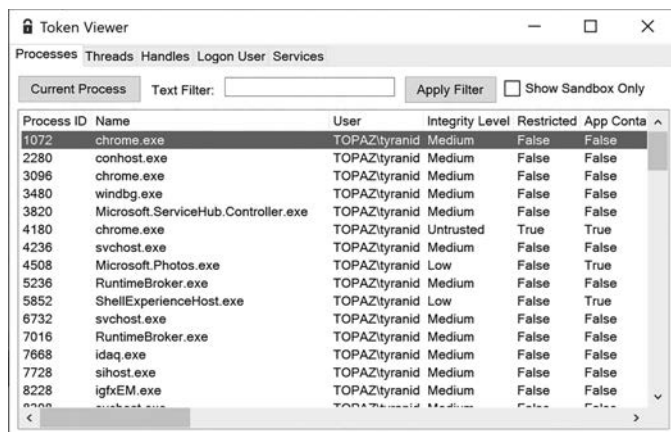 Token Viewer
Processes Threads Handles Logon User Services
Current Process Text Filter: Apply Filter Show Sandbox Only
Process ID Name User Integrity Level Restricted App Conta
1072 chrome.exe TOPAZ\tyranid Medium False False
2280 conhost.exe TOPAZ\tyranid Medium False False
3096 chrome.exe TOPAZ\tyranid Medium False False
3480 windbg.exe TOPAZ\tyranid Medium False False
3820 Microsoft.ServiceHub.Controller.exe TOPAZ\tyranid Medium False False
4180 chrome.exe TOPAZ\tyranid Untrusted True True
4236 svchost.exe TOPAZ\tyranid Medium False False
4508 Microsoft.Photos.exe TOPAZ\tyranid Low False True
5236 RuntimeBroker.exe TOPAZ\tyranid Medium False False
5852 ShellExperienceHost.exe TOPAZ\tyranid Low False True
6732 svchost.exe TOPAZ\tyranid Medium False False
7016 RuntimeBroker.exe TOPAZ\tyranid Medium False False
7668 idaq.exe TOPAZ\tyranid Medium False False
7728 sihost.exe TOPAZ\tyranid Medium False False
8228 igfxEM.exe TOPAZ\tyranid Medium False False